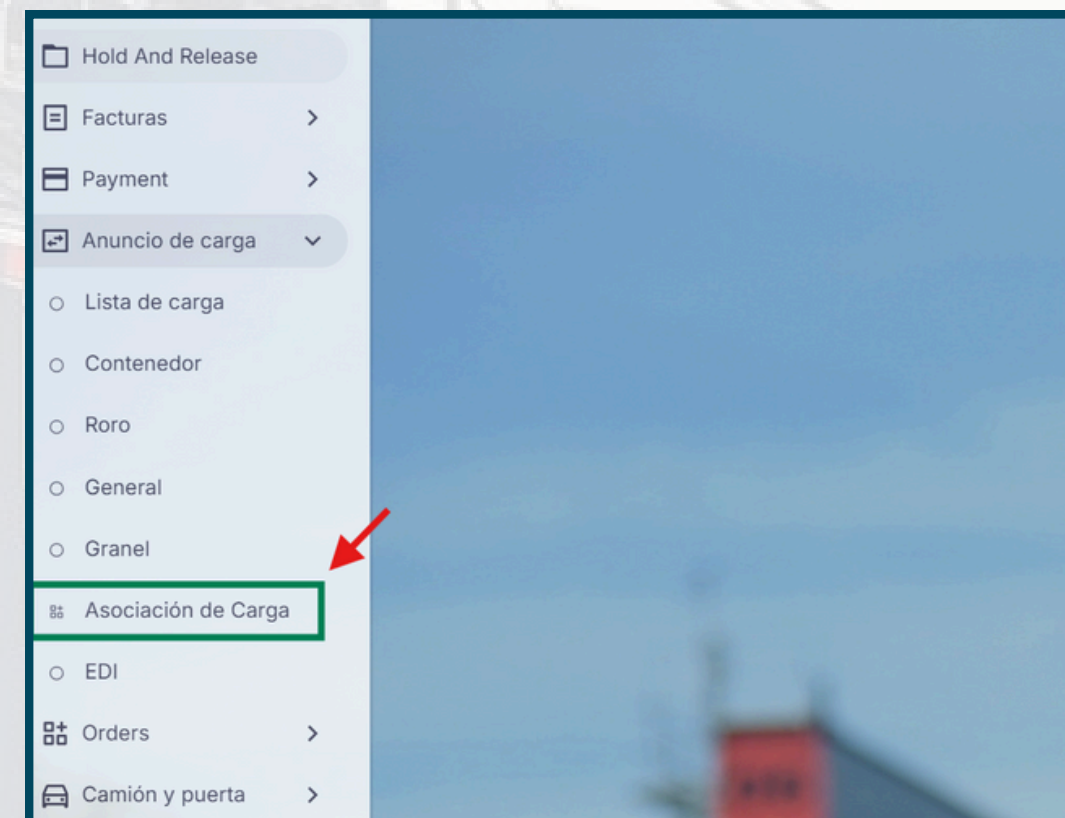 Hold And Release
Facturas
Payment
Anuncio de carga
Lista de carga
Contenedor
Roro
General
Granel
Asociación de Carga
EDI
Orders
Camión y puerta